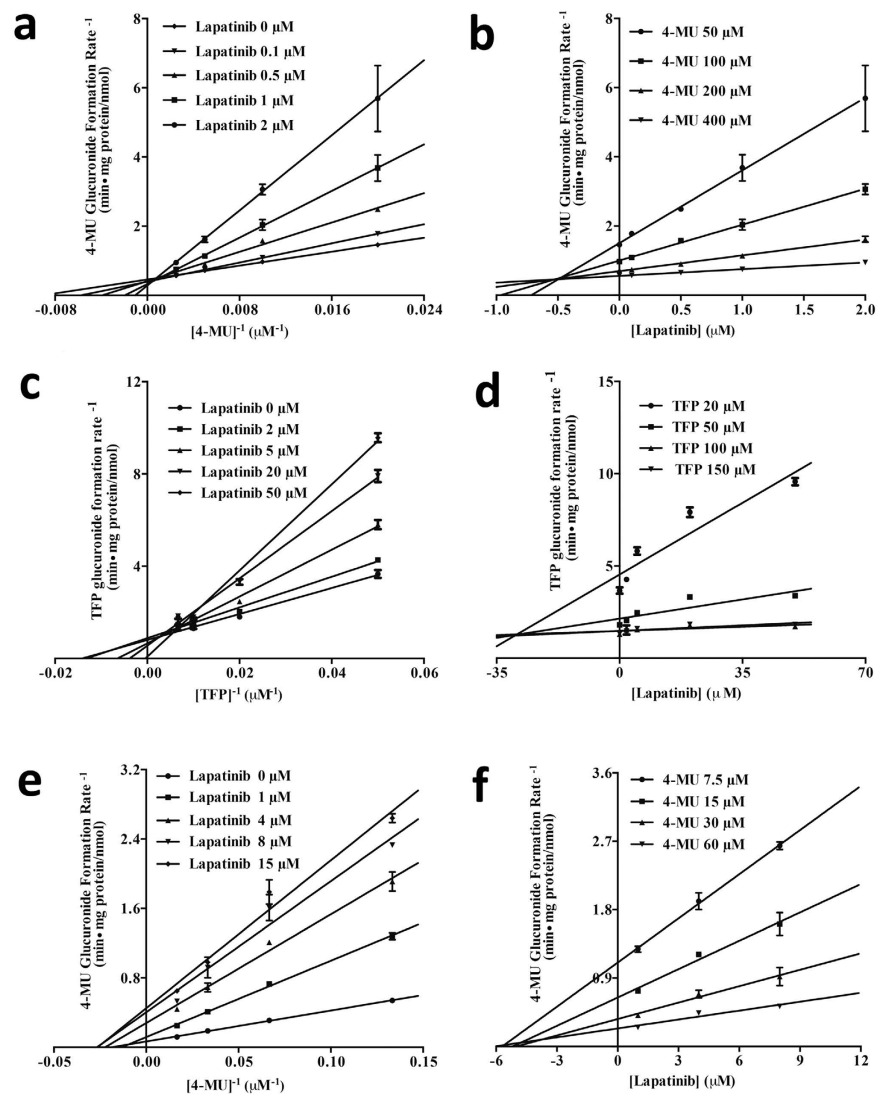 a
4-MU Glucuronide Formation Rate -1
(min• mg protein/nmol)
8
6
4
2
Lapatinib 0 µM
Lapatinib 0.1 µM
Lapatinib 0.5 µM
Lapatinib 1 µM
Lapatinib 2 µM
-0.008 0.000 0.008 0.016 0.024
[4-MU]-1 (µM-1)
b
4-MU Glucuronide Formation Rate -1
(min• mg protein/nmol)
8
6
4
2
4-MU 50 µM
4-MU 100 µM
4-MU 200 µM
4-MU 400 µM
-1.0 -0.5 0.0 0.5 1.0 1.5 2.0
[Lapatinib] (µM)
c
TFP glucuronide formation rate -1
(min• mg protein/nmol)
12
8
4
Lapatinib 0 µM
Lapatinib 2 µM
Lapatinib 5 µM
Lapatinib 20 µM
Lapatinib 50 µM
-0.02 0.00 0.02 0.04 0.06
[TFP]-1 (µM-1)
d
TFP glucuronide formation rate -1
(min• mg protein/nmol)
15
10
5
TFP 20 µM
TFP 50 µM
TFP 100 µM
TFP 150 µM
-35 0 35 70
[Lapatinib] (µ M)
e
4-MU Glucuronide Formation Rate -1
(min• mg protein/nmol)
3.2
2.4
1.6
0.8
Lapatinib 0 µM
Lapatinib 1 µM
Lapatinib 4 µM
Lapatinib 8 µM
Lapatinib 15 µM
-0.05 0.00 0.05 0.10 0.15
[4-MU]-1 (µM-1)
f
4-MU Glucuronide Formation Rate -1
(min• mg protein/nmol)
3.6
2.7
1.8
0.9
4-MU 7.5 µM
4-MU 15 µM
4-MU 30 µM
4-MU 60 µM
-6 -3 0 3 6 9 12
[Lapatinib] (µM)